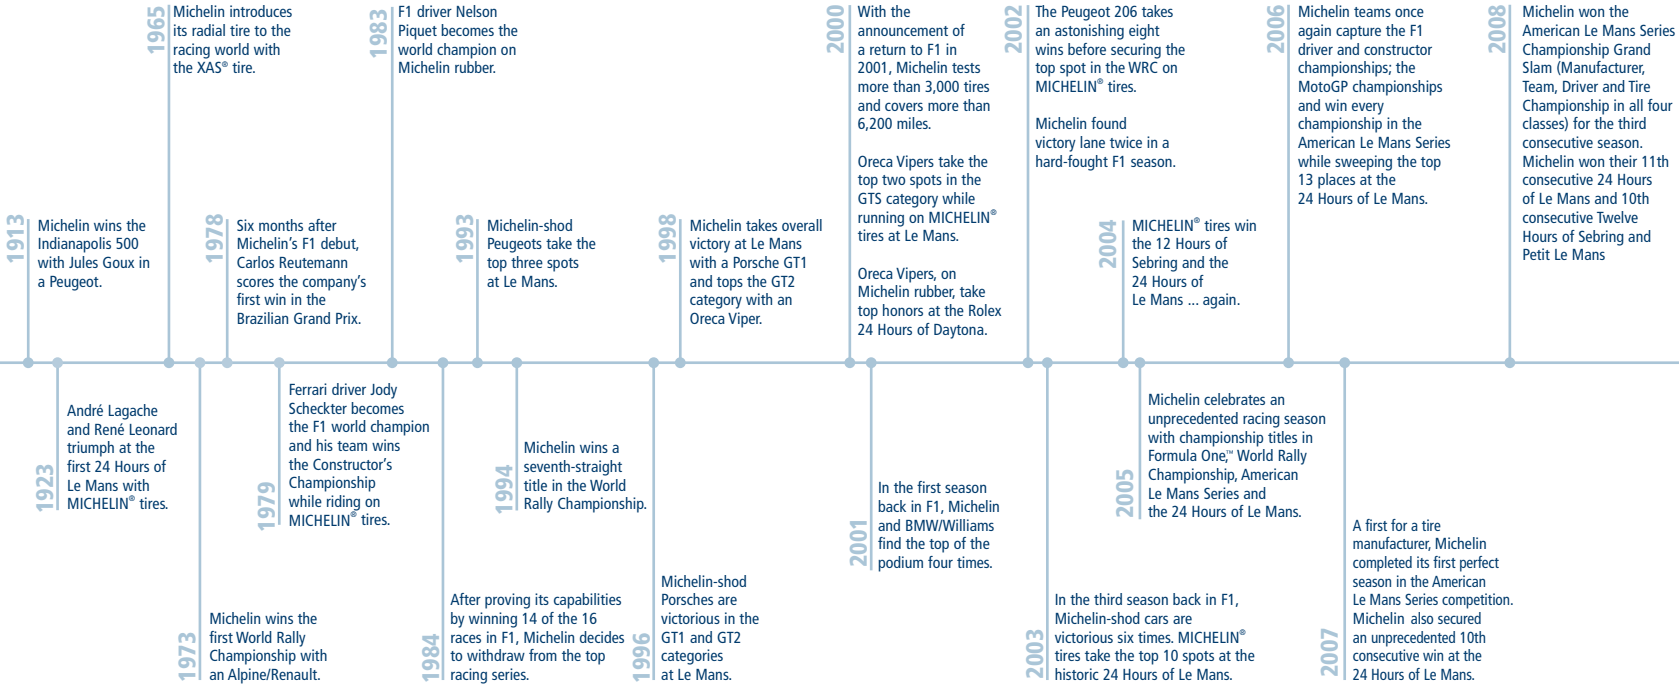 1913
Michelin wins the
Indianapolis 500
with Jules Goux in
a Peugeot.
1923
André Lagache
and René Leonard
triumph at the
first 24 Hours of
Le Mans with
MICHELIN® tires.
1965
Michelin introduces
its radial tire to the
racing world with
the XAS® tire.
1973
Michelin wins the
first World Rally
Championship with
an Alpine/Renault.
1978
Six months after
Michelin's F1 debut,
Carlos Reutemann
scores the company's
first win in the
Brazilian Grand Prix.
1979
Ferrari driver Jody
Scheckter becomes
the F1 world champion
and his team wins
the Constructor's
Championship
while riding on
MICHELIN® tires.
1983
F1 driver Nelson
Piquet becomes the
world champion on
Michelin rubber.
1984
After proving its capabilities
by winning 14 of the 16
races in F1, Michelin decides
to withdraw from the top
racing series.
1993
Michelin-shod
Peugeots take the
top three spots
at Le Mans.
1994
Michelin wins a
seventh-straight
title in the World
Rally Championship.
1996
Michelin-shod
Porsches are
victorious in the
GT1 and GT2
categories
at Le Mans.
1998
Michelin takes overall
victory at Le Mans
with a Porsche GT1
and tops the GT2
category with an
Oreca Viper.
2000
With the
announcement of
a return to F1 in
2001, Michelin tests
more than 3,000 tires
and covers more than
6,200 miles.
Oreca Vipers take the
top two spots in the
GTS category while
running on MICHELIN®
tires at Le Mans.
Oreca Vipers, on
Michelin rubber, take
top honors at the Rolex
24 Hours of Daytona.
2001
In the first season
back in F1, Michelin
and BMW/Williams
find the top of the
podium four times.
2002
The Peugeot 206 takes
an astonishing eight
wins before securing the
top spot in the WRC on
MICHELIN® tires.
Michelin found
victory lane twice in a
hard-fought F1 season.
2003
In the third season back in F1,
Michelin-shod cars are
victorious six times. MICHELIN®
tires take the top 10 spots at the
historic 24 Hours of Le Mans.
2004
MICHELIN® tires win
the 12 Hours of
Sebring and the
24 Hours of
Le Mans ... again.
2005
Michelin celebrates an
unprecedented racing season
with championship titles in
Formula One,™ World Rally
Championship, American
Le Mans Series and
the 24 Hours of Le Mans.
2006
Michelin teams once
again capture the F1
driver and constructor
championships; the
MotoGP championships
and win every
championship in the
American Le Mans Series
while sweeping the top
13 places at the
24 Hours of Le Mans.
2007
A first for a tire
manufacturer, Michelin
completed its first perfect
season in the American
Le Mans Series competition.
Michelin also secured
an unprecedented 10th
consecutive win at the
24 Hours of Le Mans.
2008
Michelin won the
American Le Mans Series
Championship Grand
Slam (Manufacturer,
Team, Driver and Tire
Championship in all four
classes) for the third
consecutive season.
Michelin won their 11th
consecutive 24 Hours
of Le Mans and 10th
consecutive Twelve
Hours of Sebring and
Petit Le Mans